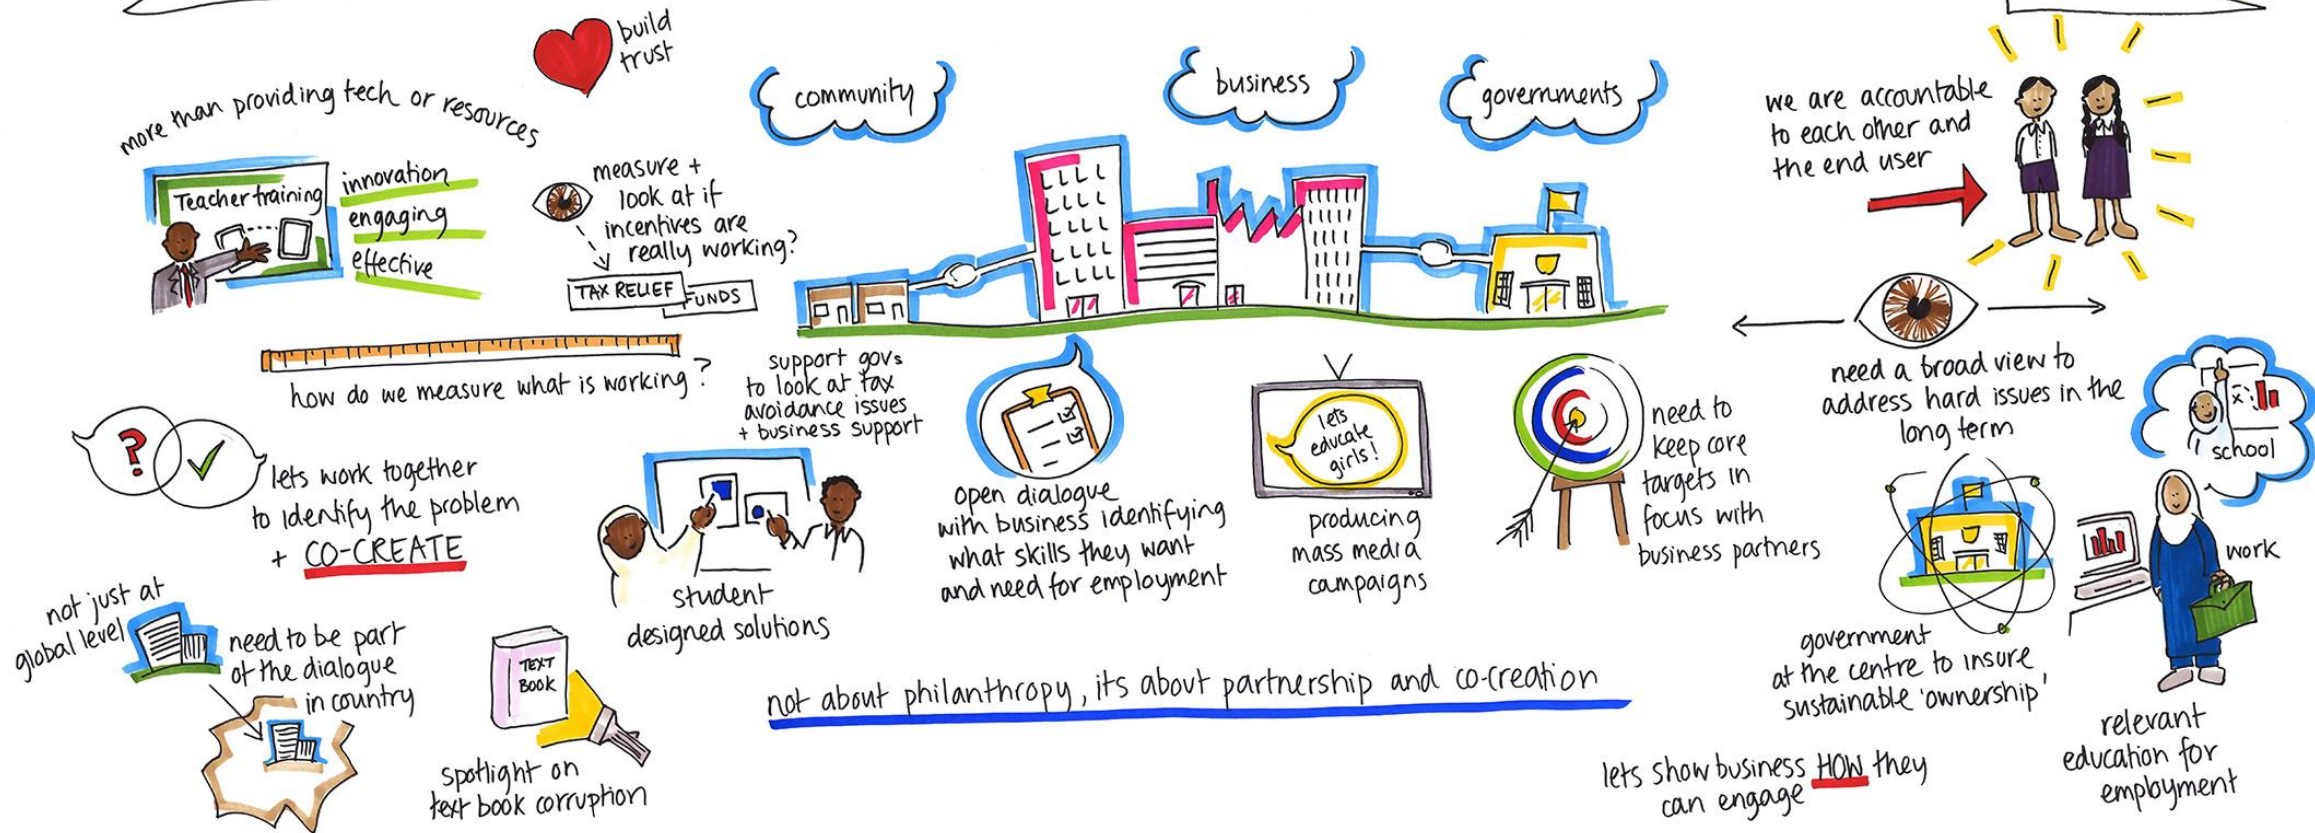 build
trust
more than providing tech or resources
Teacher training
innovation
engaging
effective
measure +
look at if
incentives are
really working?
TAX RELIEF
FUNDS
community
business
governments
we are accountable
to each other and
the end user
how do we measure what is working?
support govs
to look at tax
avoidance issues
+ business support
lets
educate
girls!
need to
keep core
targets in
focus with
business partners
need a broad view to
address hard issues in the
long term
school
?
lets work together
to identify the problem
+ CO-CREATE
student
designed solutions
open dialogue
with business identifying
what skills they want
and need for employment
producing
mass media
campaigns
work
not just at
global level
need to be part
of the dialogue
in country
TEXT
BOOK
spotlight on
text book corruption
not about philanthropy, its about partnership and co-creation
government
at the centre to insure
sustainable 'ownership'
relevant
education for
employment
lets show business HOW they
can engage